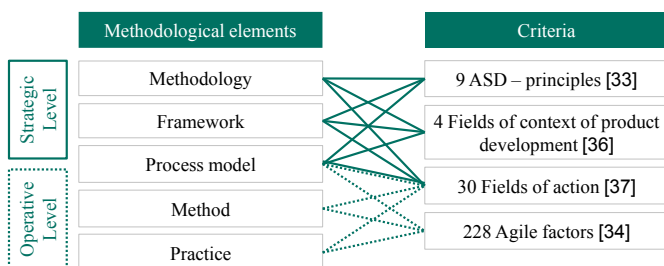 Methodological elements
Criteria
Strategic
Level
Operative
Level
Methodology
Framework
Process model
Method
Practice
9 ASD – principles [33]
4 Fields of context of product
development [36]
30 Fields of action [37]
228 Agile factors [34]